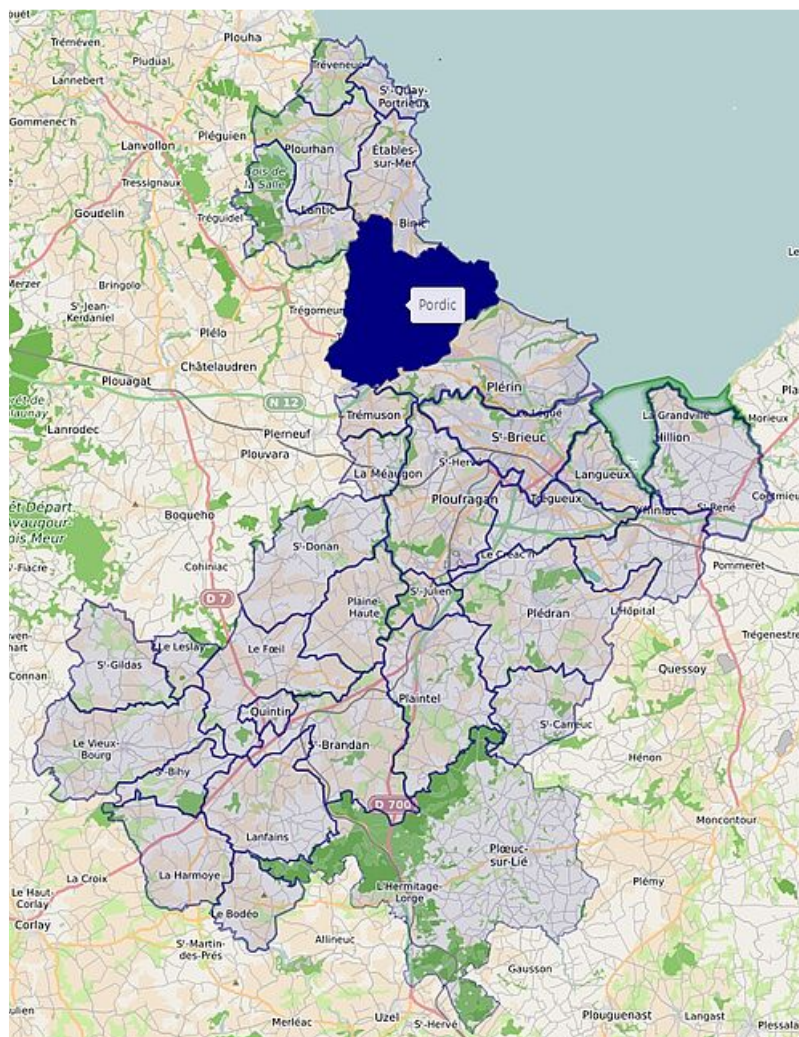 Tréméven
Plouha
Pludual
Lannebert
Tréveneuc
St-Quay-
Portrieux
Gommenec'h
Pléguien
Lanvollon
Plourhan
Étables-
sur-Mer
Bois de
la Salle
Tressignaux
Goudelin
Tréguidel
Lantic
Binic
Bringolo
St-Jean-
Kerdaniel
Trégomeur
Pordic
Plélo
Châtelaudren
Plouagat
N 12
Plérin
Le Légué
Trémuson
La Grandville
Morieux
Lanrodec
Plerneuf
Plouvara
St-Brieuc
Hillion
La Méaugon
St-Hervé
Langueux
Ploufragan
Trégueux
Yffiniac
St-René
Boqueho
St-Donan
Le Créac'h
Cohiniac
Pommeret
D 7
St-Julien
Plaine-
Haute
Plédran
L'Hôpital
Le Leslay
Le Fœil
St-Gildas
Quessoy
Connan
Plaintel
Quintin
St-Carreuc
Le Vieux-
Bourg
St-Brandan
Hénon
St-Bihy
D 700
Moncontour
Lanfains
Plœuc-
sur-Lié
La Croix
La Harmoye
Plémy
Le Haut-
Corlay
L'Hermitage-
Lorge
Corlay
Le Bodéo
St-Martin-
des-Prés
Allineuc
Gausson
Merléac
Uzel
St-Hervé
Plouguenast
Langast